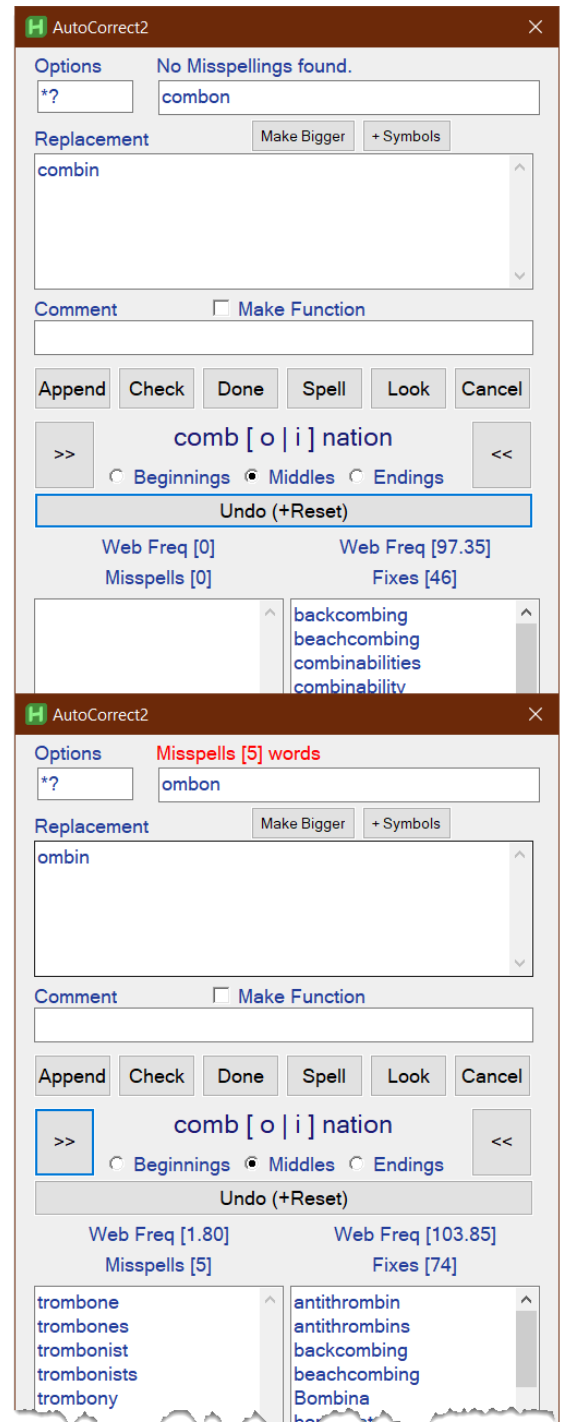 AutoCorrect2
Options No Misspellings found.
*? combon
Replacement Make Bigger + Symbols
combin
Comment Make Function
Append Check Done Spell Look Cancel
>> comb [ o | i ] nation <<
Beginnings Middles Endings
Undo (+Reset)
Web Freq [0] Web Freq [97.35]
Misspells [0] Fixes [46]
backcombing
beachcombing
combinabilities
combinability
AutoCorrect2
Options Misspells [5] words
*? ombon
Replacement Make Bigger + Symbols
ombin
Comment Make Function
Append Check Done Spell Look Cancel
>> comb [ o | i ] nation <<
Beginnings Middles Endings
Undo (+Reset)
Web Freq [1.80] Web Freq [103.85]
Misspells [5] Fixes [74]
trombone antithrombin
trombones antithrombins
trombonist backcombing
trombonists beachcombing
trombony Bombina